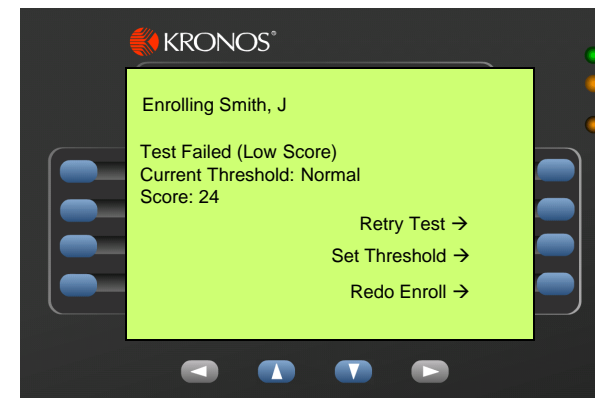 KRONOS®
Enrolling Smith, J
Test Failed (Low Score)
Current Threshold: Normal
Score: 24
Retry Test →
Set Threshold →
Redo Enroll →